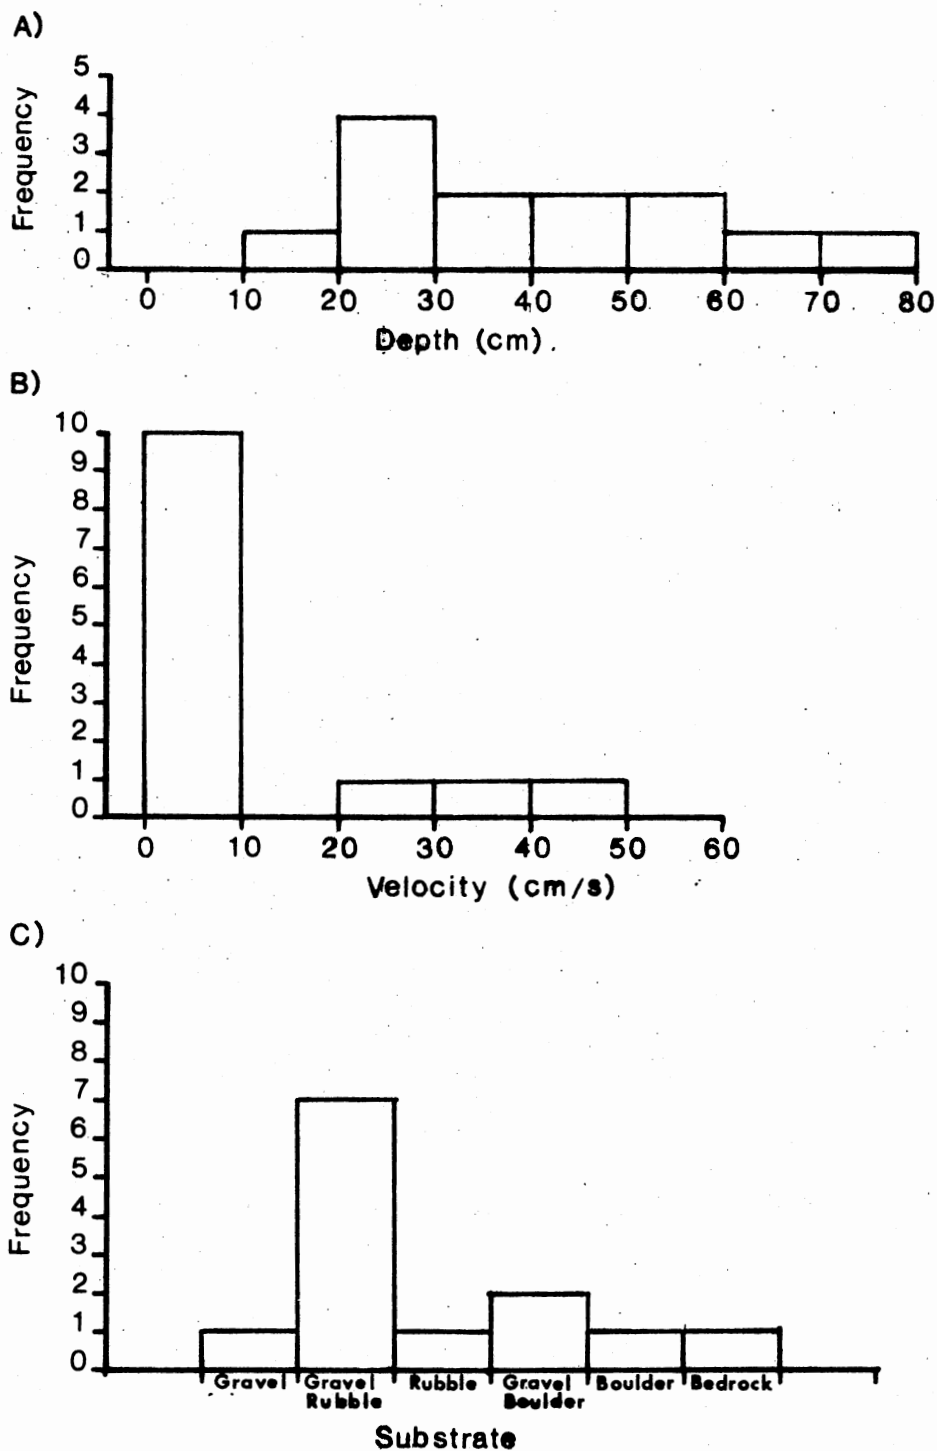 A)
Frequency
5
4
3
2
1
0
0 10 20 30 40 50 60 70 80
Depth (cm)
B)
Frequency
10
9
8
7
6
5
4
3
2
1
0
0 10 20 30 40 50 60
Velocity (cm/s)
C)
Frequency
10
9
8
7
6
5
4
3
2
1
0
Gravel Gravel Rubble Gravel Boulder Bedrock
Rubble Boulder
Substrate